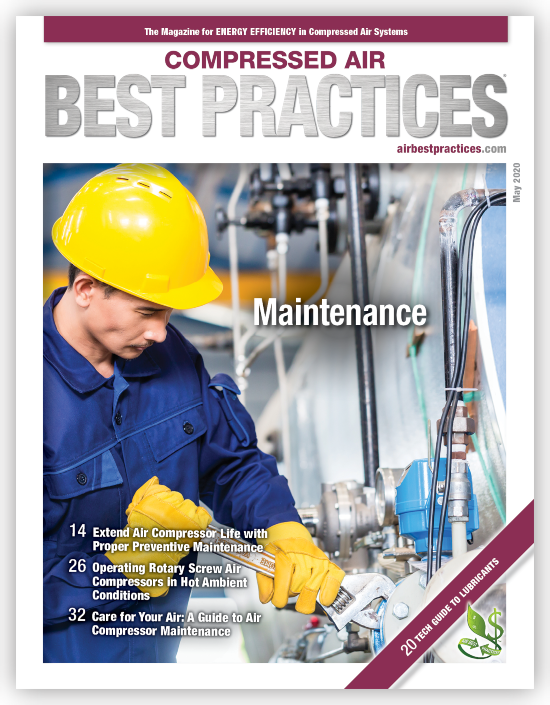 The Magazine for ENERGY EFFICIENCY in Compressed Air Systems
COMPRESSED AIR
BEST PRACTICES®
airbestpractices.com
May 2020
Maintenance
14 Extend Air Compressor Life with
Proper Preventive Maintenance
26 Operating Rotary Screw Air
Compressors in Hot Ambient
Conditions
32 Care for Your Air: A Guide to Air
Compressor Maintenance
20 TECH GUIDE TO LUBRICANTS
$